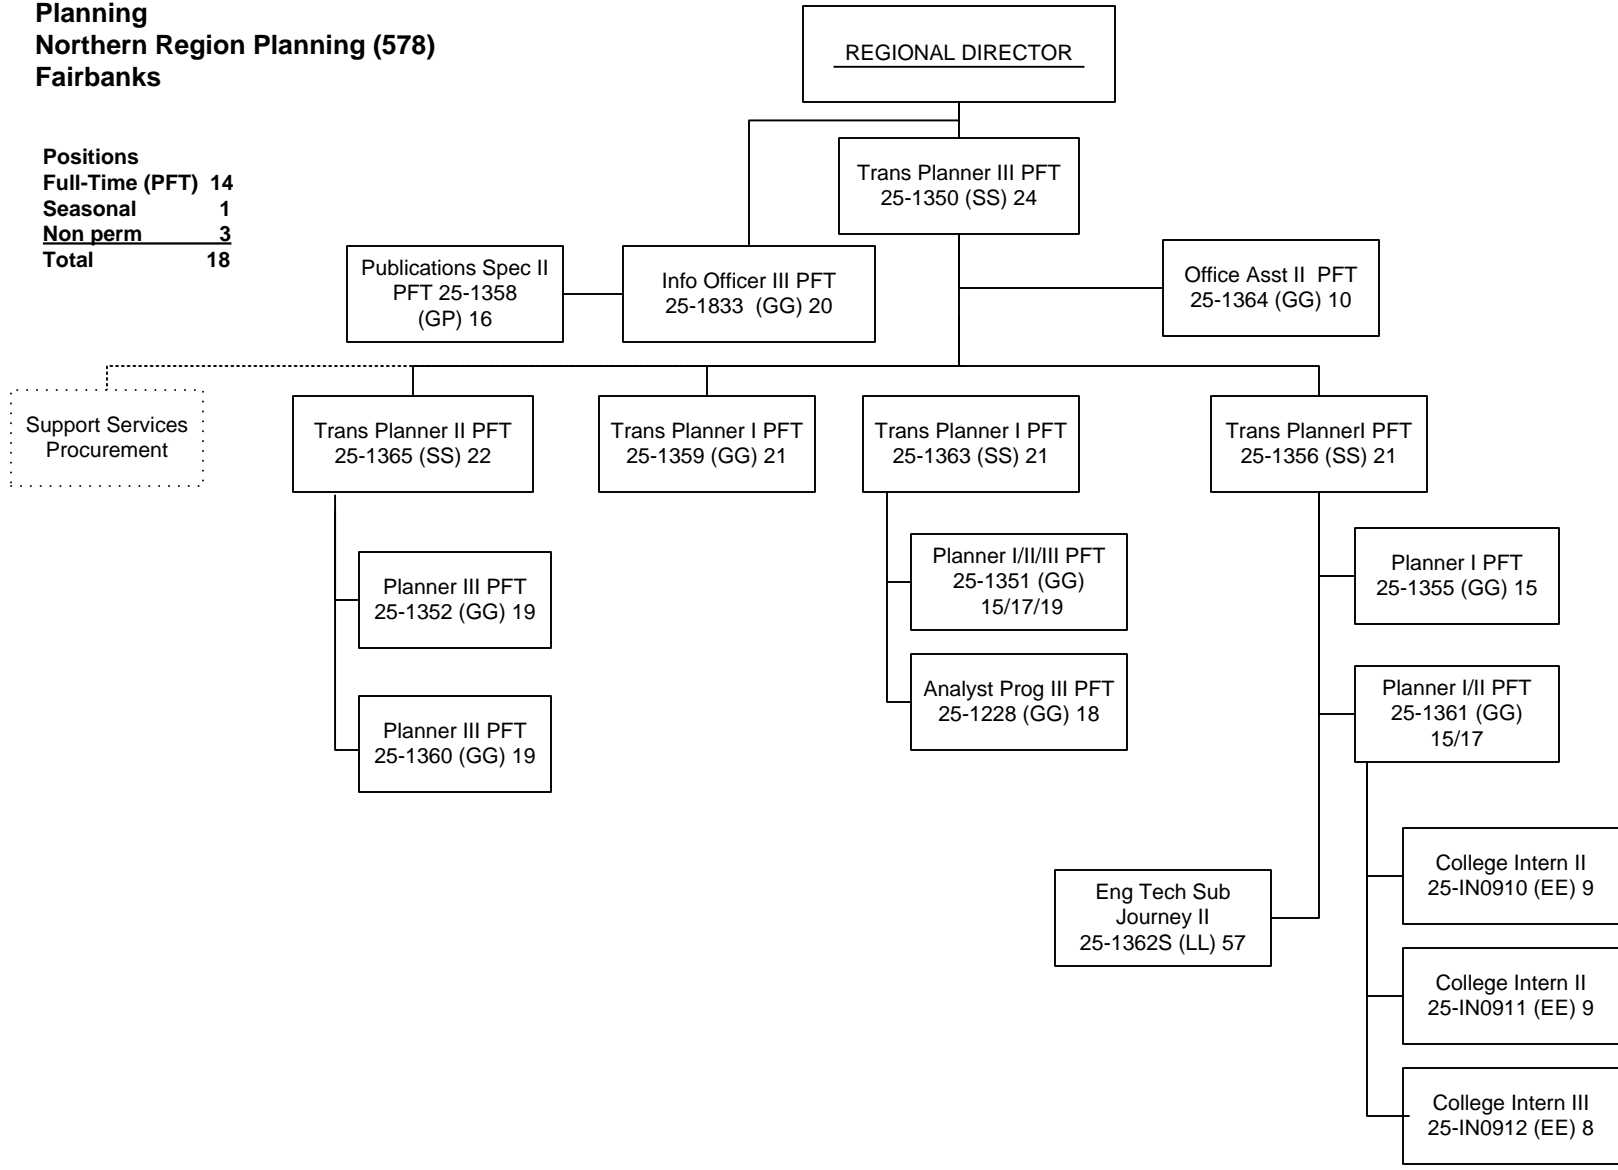 Planning
Northern Region Planning (578)
Fairbanks
REGIONAL DIRECTOR
Positions
Full-Time (PFT) 14
Seasonal 1
Non perm 3
Total 18
Trans Planner III PFT
25-1350 (SS) 24
Publications Spec II
PFT 25-1358
(GP) 16
Info Officer III PFT
25-1833 (GG) 20
Office Asst II PFT
25-1364 (GG) 10
Support Services
Procurement
Trans Planner II PFT
25-1365 (SS) 22
Trans Planner I PFT
25-1359 (GG) 21
Trans Planner I PFT
25-1363 (SS) 21
Trans PlannerI PFT
25-1356 (SS) 21
Planner III PFT
25-1352 (GG) 19
Planner III PFT
25-1360 (GG) 19
Planner I/II/III PFT
25-1351 (GG)
15/17/19
Analyst Prog III PFT
25-1228 (GG) 18
Planner I PFT
25-1355 (GG) 15
Planner I/II PFT
25-1361 (GG)
15/17
Eng Tech Sub
Journey II
25-1362S (LL) 57
College Intern II
25-IN0910 (EE) 9
College Intern II
25-IN0911 (EE) 9
College Intern III
25-IN0912 (EE) 8